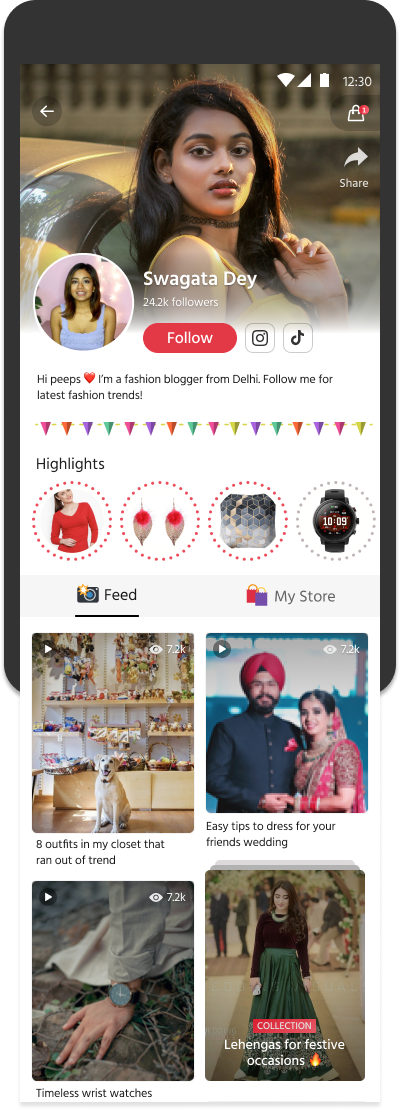 12:30
1
Share
Swagata Dey
24.2k followers
Follow
Hi peeps ❤️ I'm a fashion blogger from Delhi. Follow me for
latest fashion trends!
Highlights
10:09
Feed
My Store
7.2k
7.2k
8 outfits in my closet that
ran out of trend
Easy tips to dress for your
friends wedding
7.2k
COLLECTION
Lehengas for festive
occasions 🔥
Timeless wrist watches